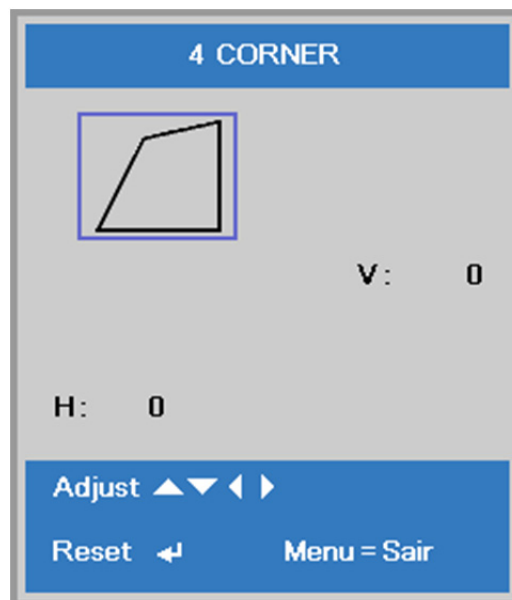 4 CORNER
V: 0
H: 0
Adjust
Reset Menu = Sair